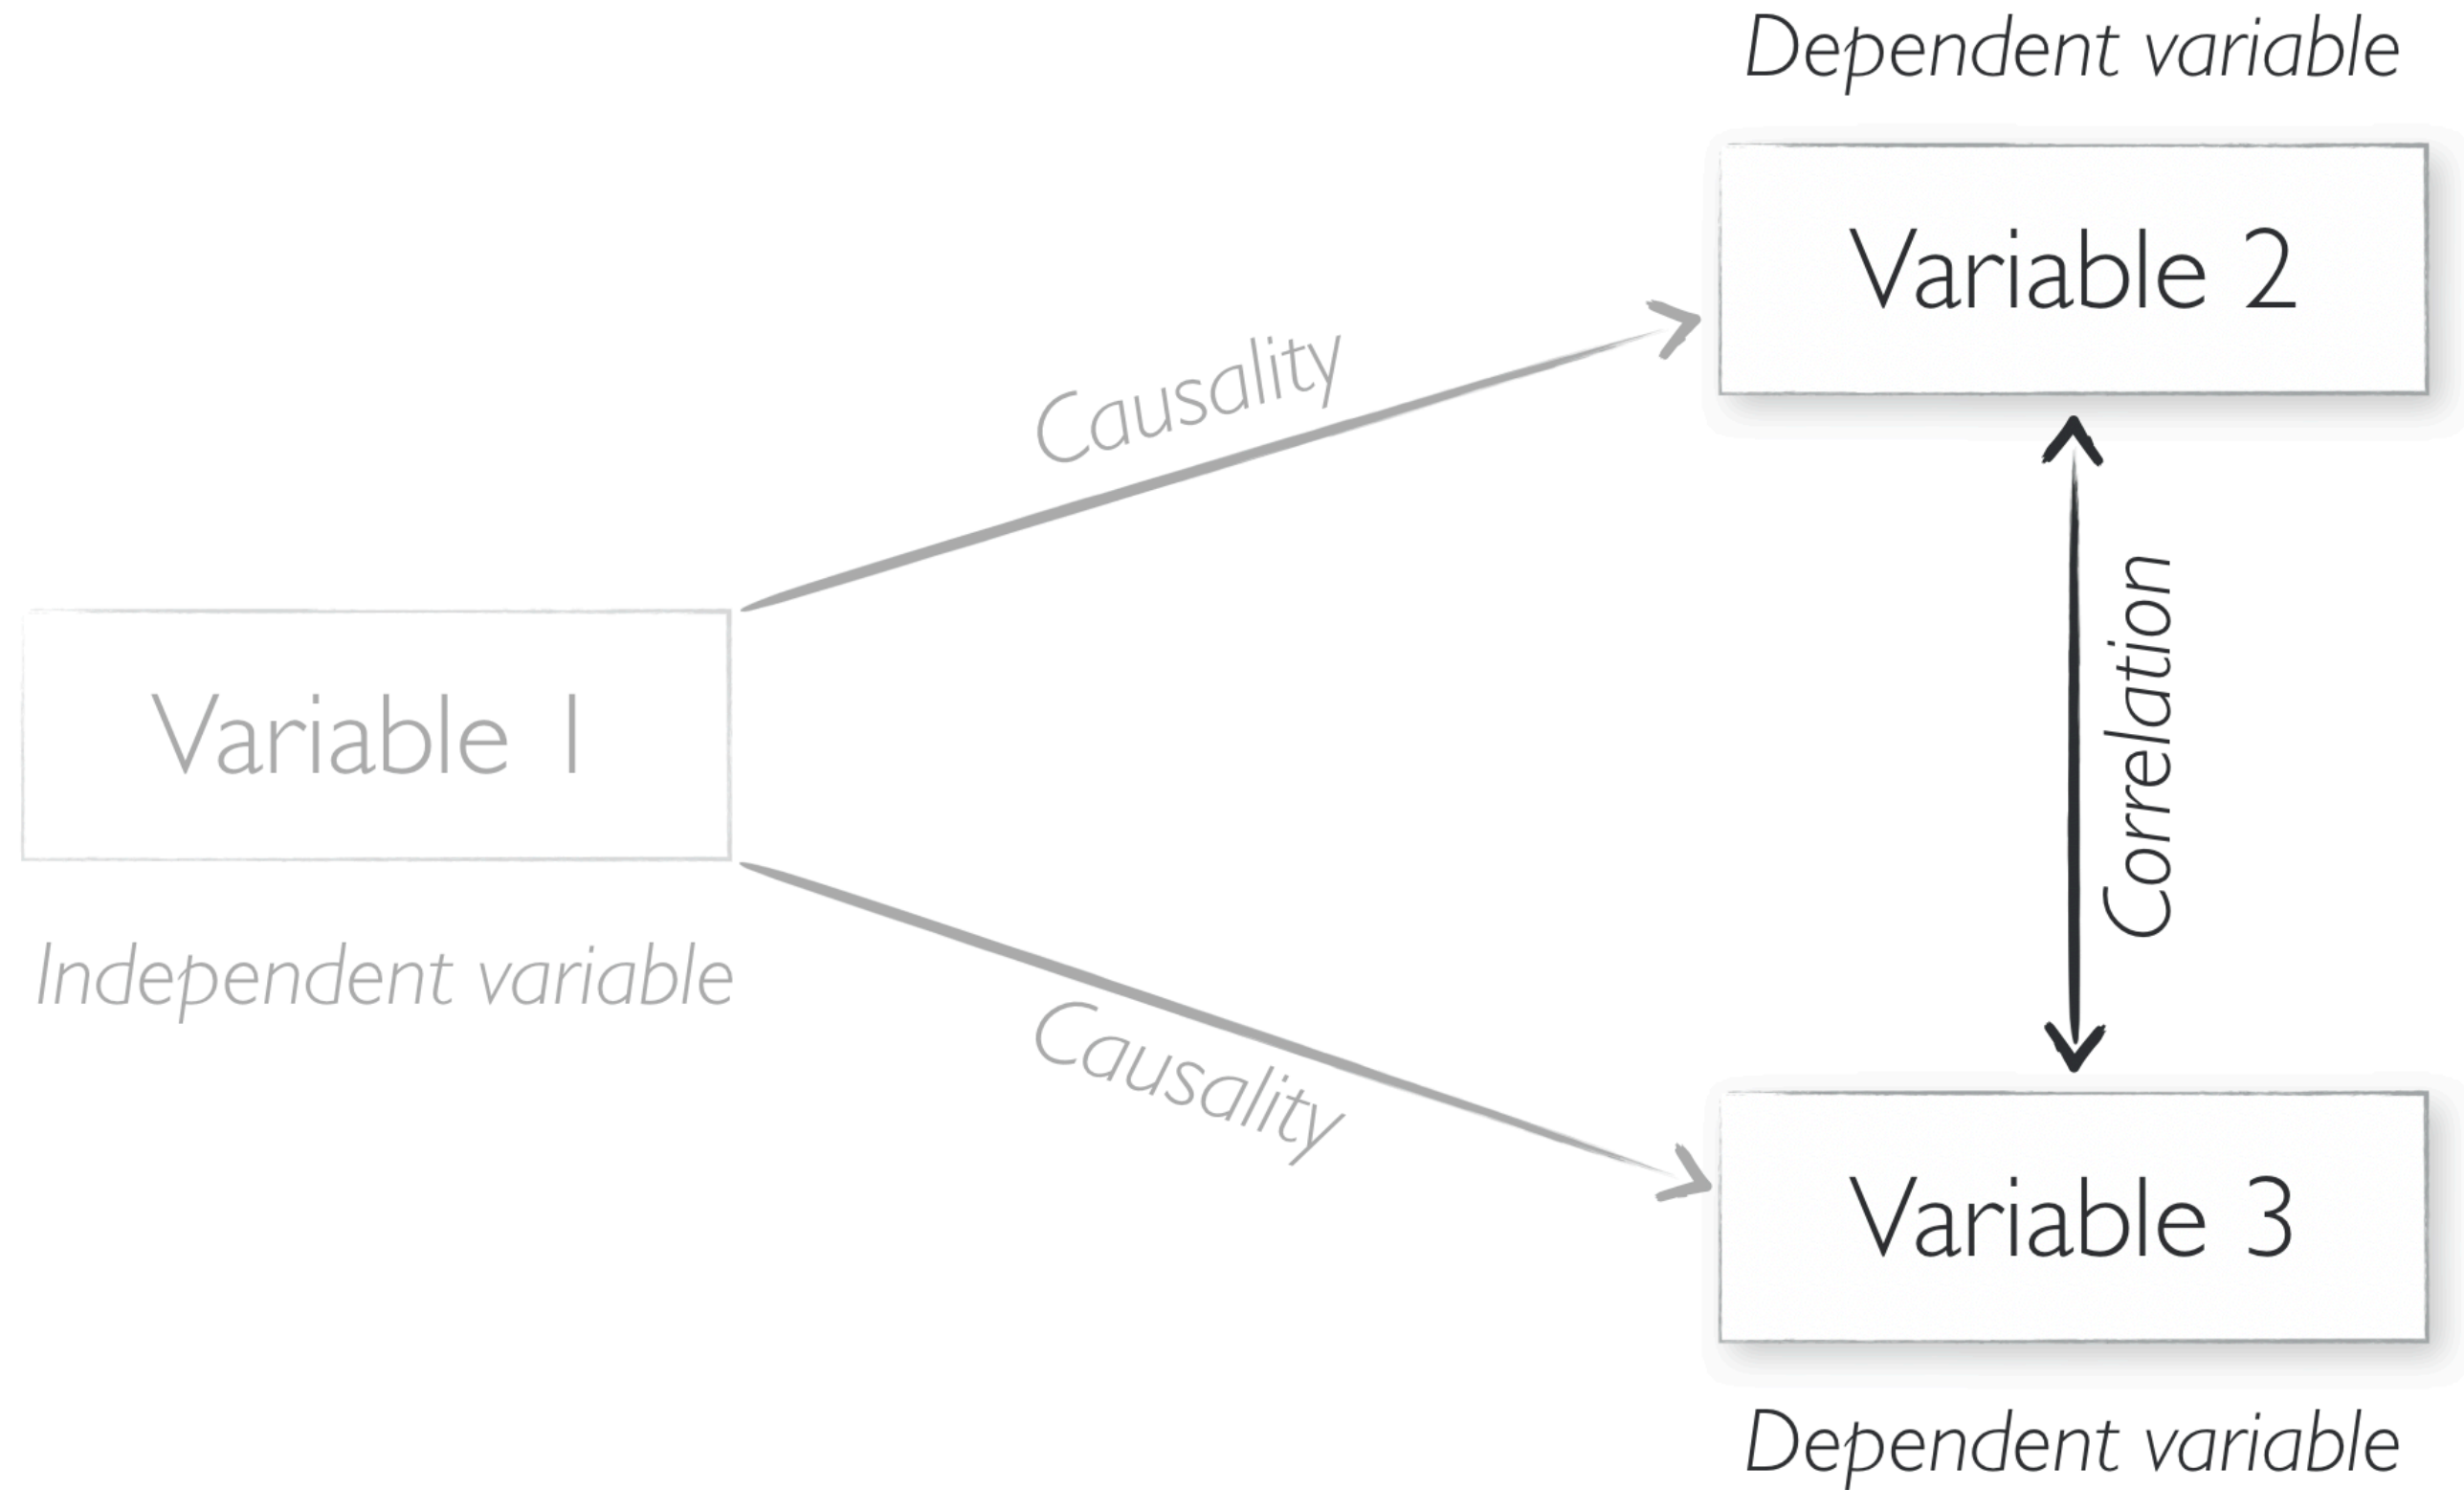 Dependent variable
Variable 2
Causality
Correlation
Variable 1
Independent variable
Causality
Variable 3
Dependent variable